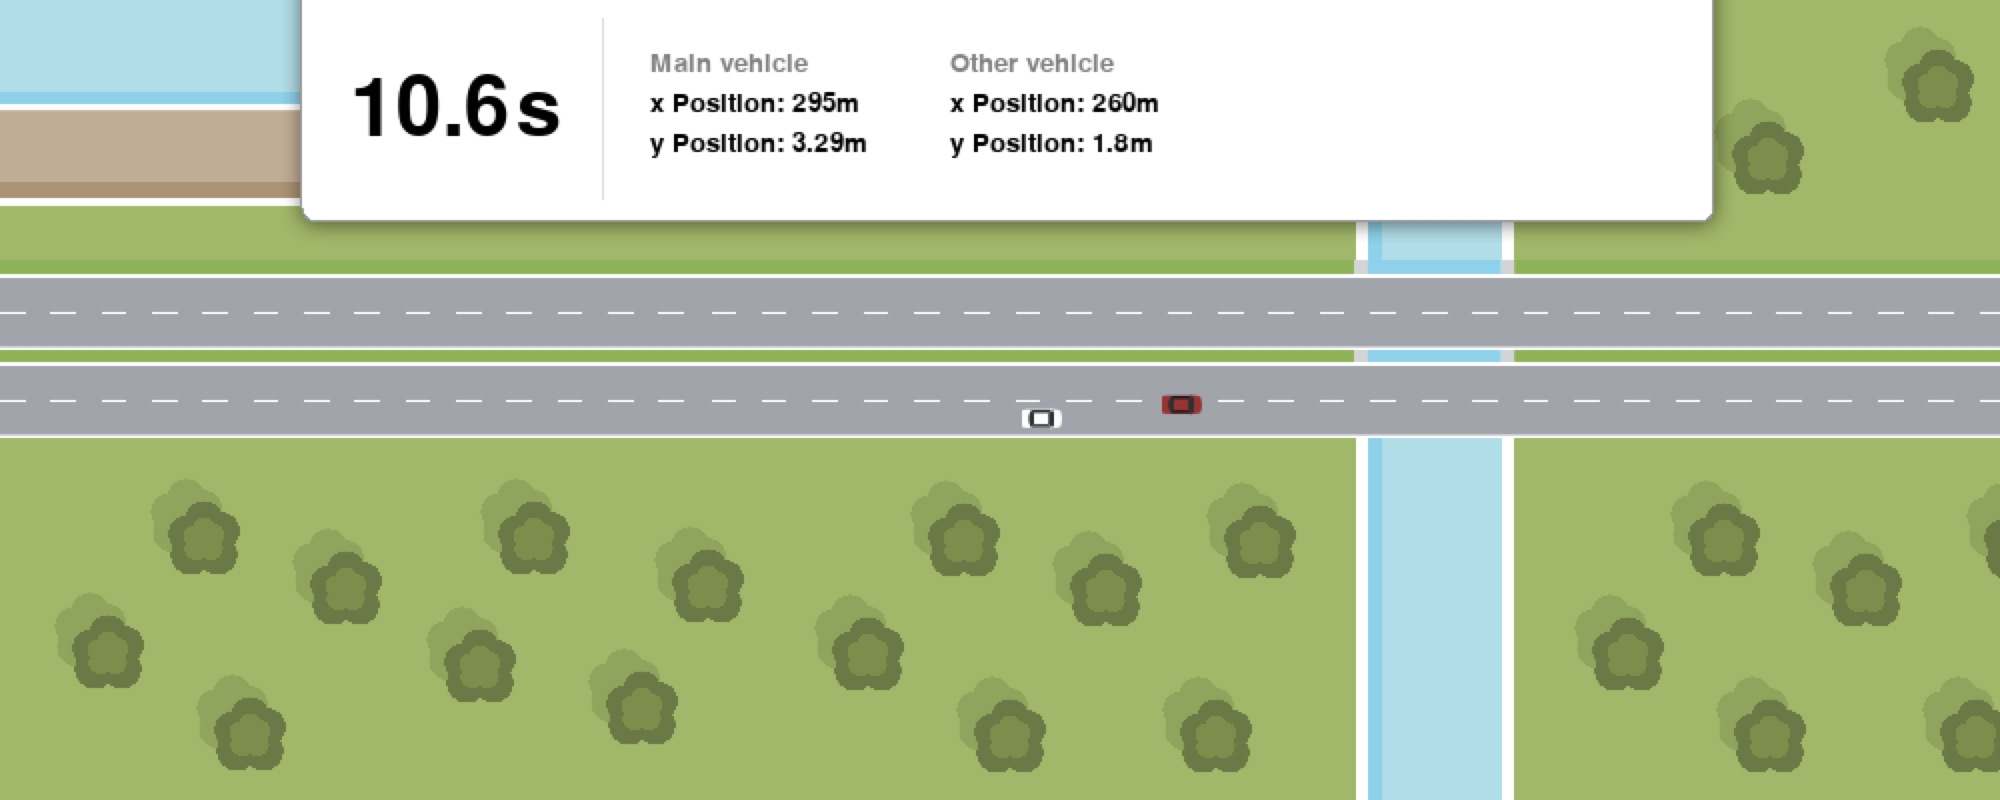 10.6s
Main vehicle
x Position: 295m
y Position: 3.29m
Other vehicle
x Position: 260m
y Position: 1.8m